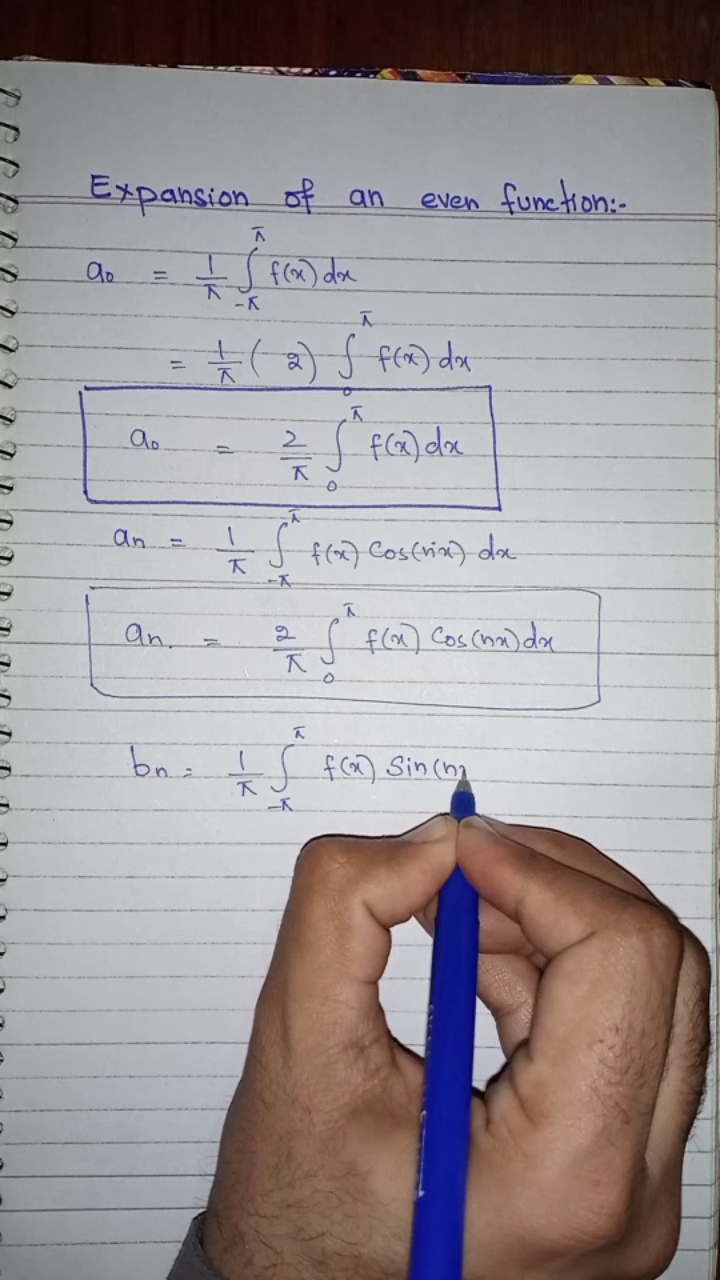 Expansion of an even function:-
a₀ = 1/π ∫_{-π}^{π} f(x) dx
= 1/π ( 2) ∫_{0}^{π} f(x) dx
a₀ = 2/π ∫_{0}^{π} f(x) dx
an = 1/π ∫_{-π}^{π} f(x) Cos(nx) dx
an. = 2/π ∫_{0}^{π} f(x) Cos(nx) dx
bn = 1/π ∫_{-π}^{π} f(x) Sin(nx